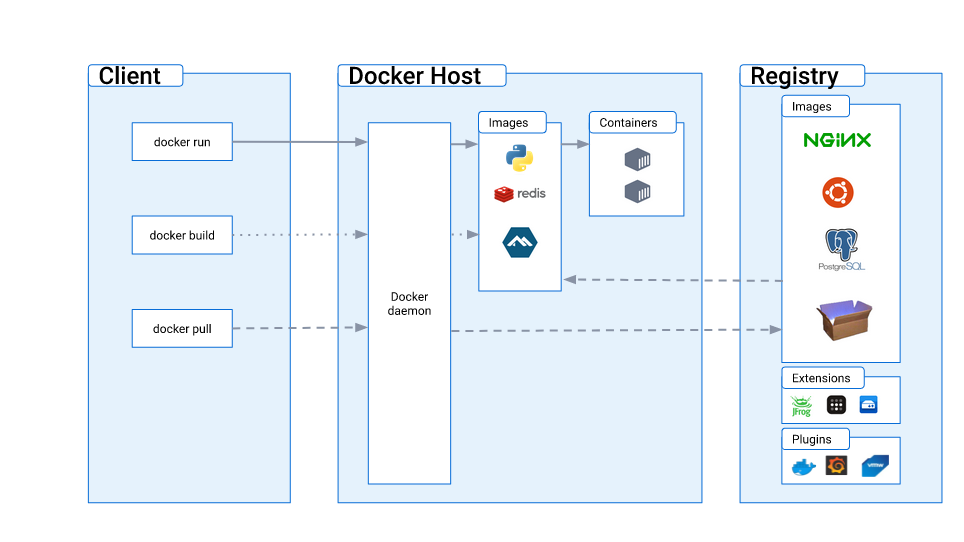 Client
docker run
docker build
docker pull
Docker Host
Docker
daemon
Images
redis
Containers
Registry
Images
NGINX
PostgreSQL
Extensions
JFrog
Plugins
vmw